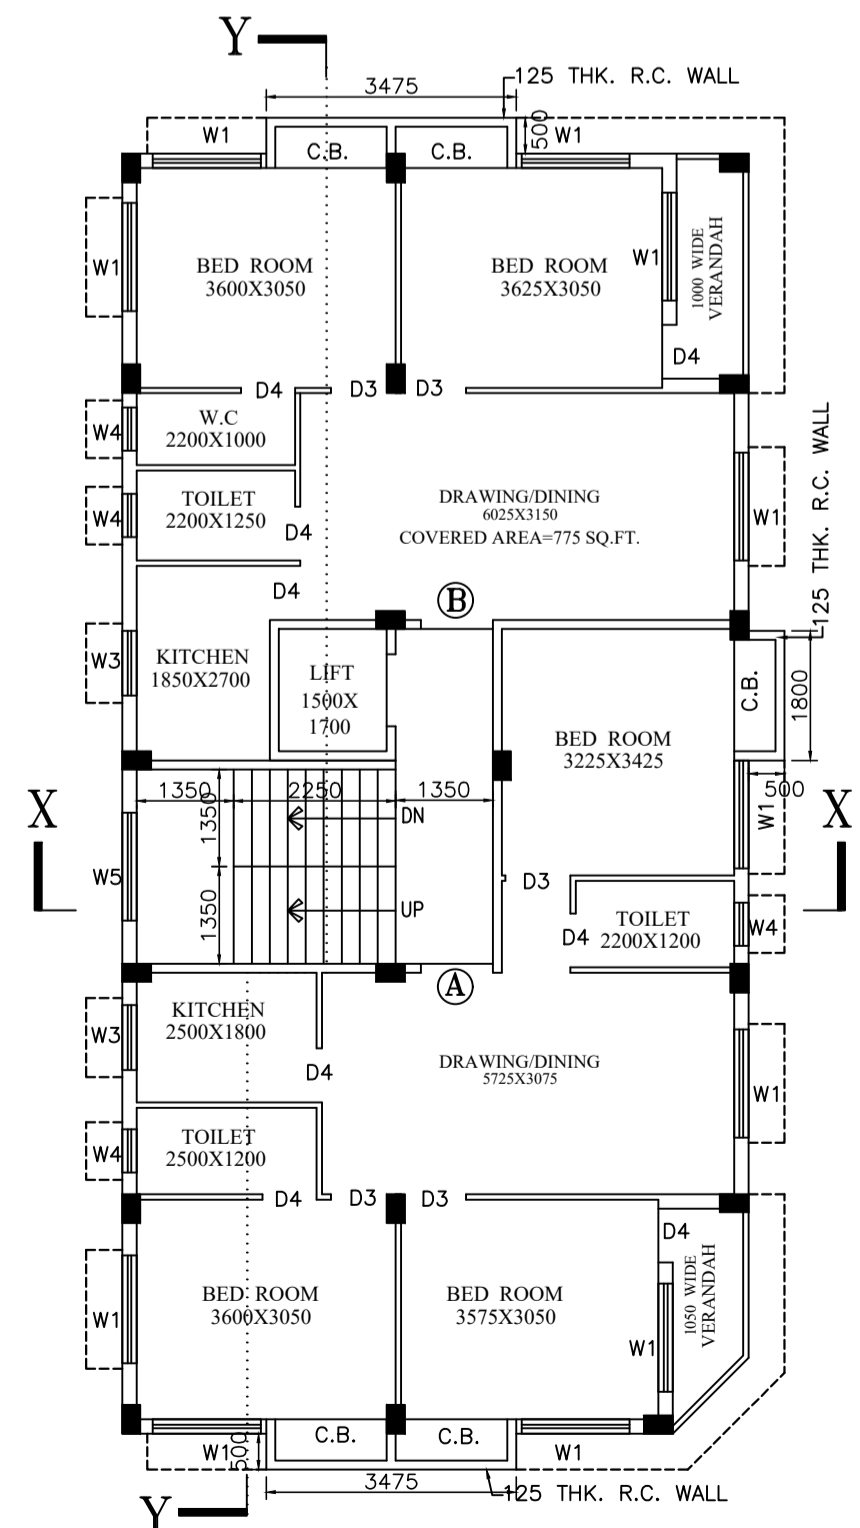 Y
125 THK. R.C. WALL
3475
W1
C.B.
C.B.
500
W1
W1
BED ROOM
3600X3050
BED ROOM
3625X3050
W1
1000 WIDE
VERANDAH
D4
D4
D3
D3
W4
W.C
2200X1000
125 THK. R.C. WALL
W4
TOILET
2200X1250
D4
DRAWING/DINING
6025X3150
COVERED AREA=775 SQ.FT.
W1
D4
B
W3
KITCHEN
1850X2700
LIFT
1500X
1700
BED ROOM
3225X3425
C.B.
1800
1350
2250
1350
500
X
1350
DN
W1
X
W5
1350
UP
D3
D4
TOILET
2200X1200
W4
A
W3
KITCHEN
2500X1800
D4
DRAWING/DINING
5725X3075
W1
W4
TOILET
2500X1200
D4
D3
D3
BED ROOM
3600X3050
BED ROOM
3575X3050
D4
1050 WIDE
VERANDAH
W1
W1
W1
500
C.B.
C.B.
W1
3475
125 THK. R.C. WALL
Y